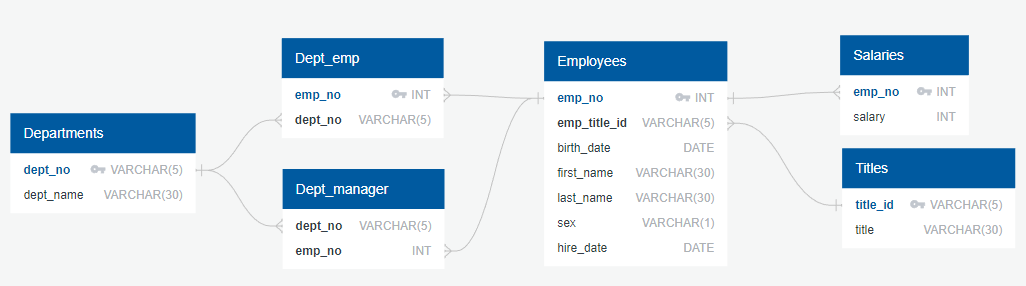 Departments
dept_no VARCHAR(5)
dept_name VARCHAR(30)
Dept_emp
emp_no INT
dept_no VARCHAR(5)
Dept_manager
dept_no VARCHAR(5)
emp_no INT
Employees
emp_no INT
emp_title_id VARCHAR(5)
birth_date DATE
first_name VARCHAR(30)
last_name VARCHAR(30)
sex VARCHAR(1)
hire_date DATE
Salaries
emp_no INT
salary INT
Titles
title_id VARCHAR(5)
title VARCHAR(30)